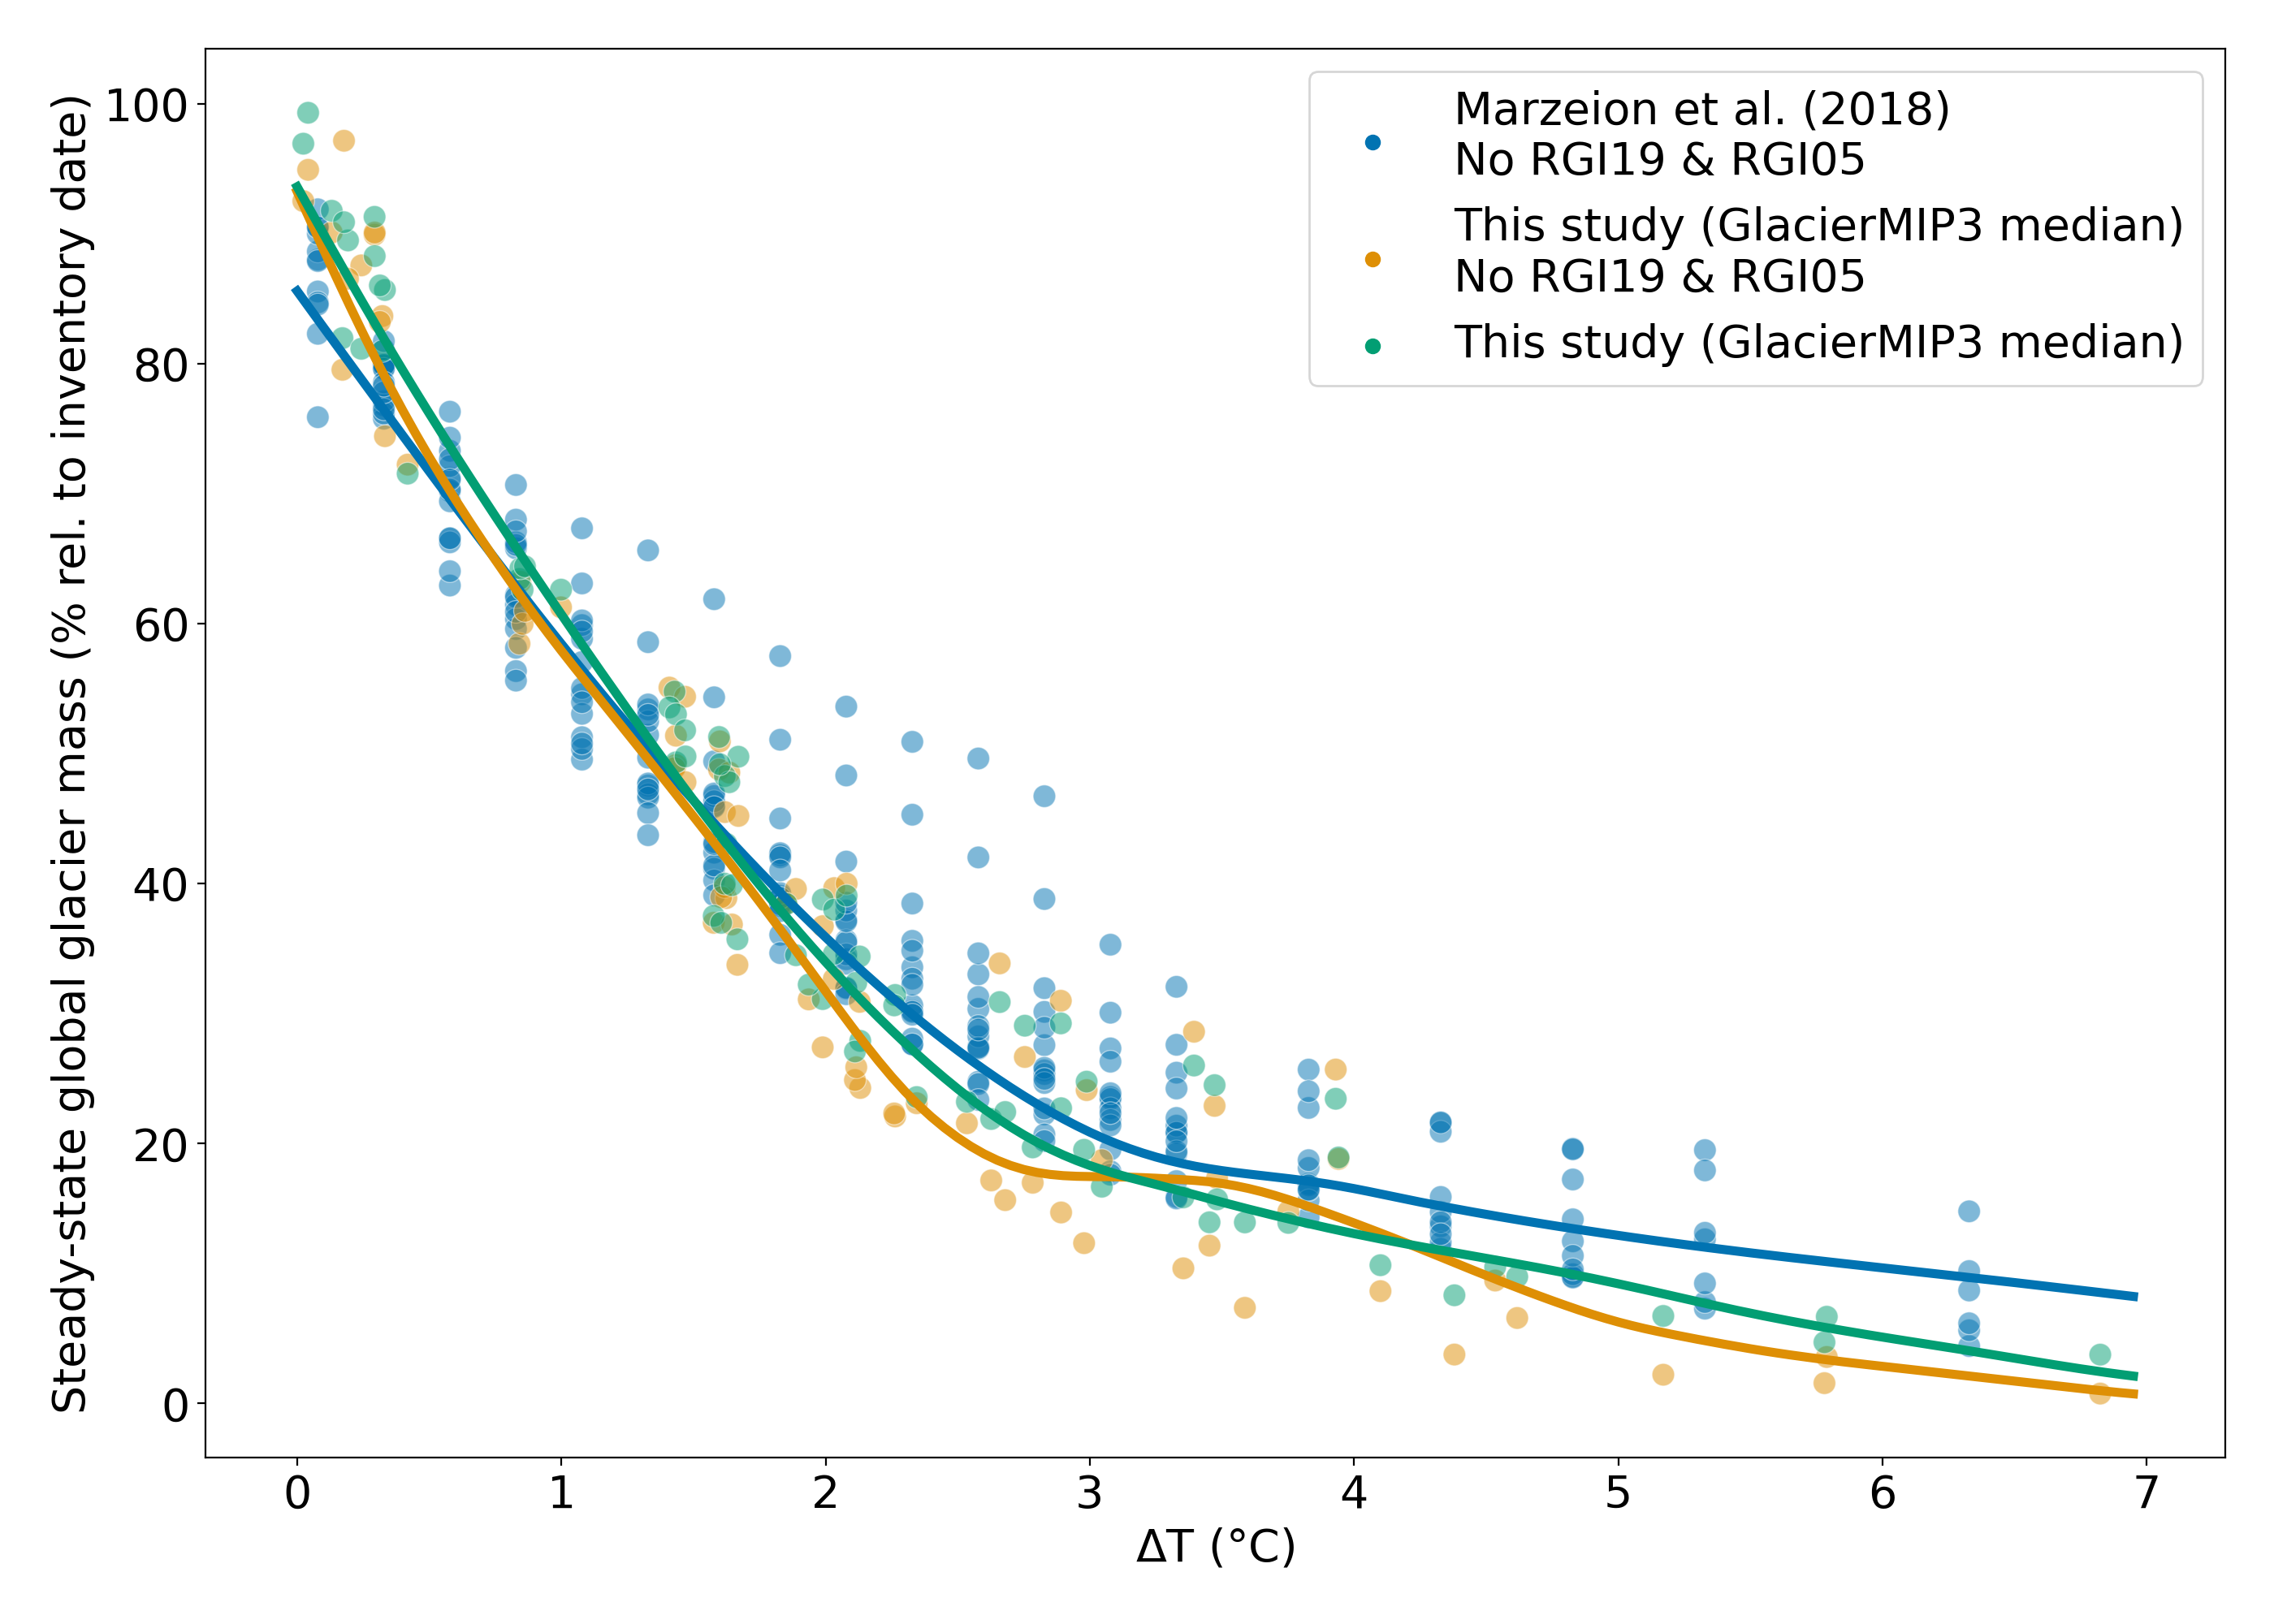 Steady-state global glacier mass (% rel. to inventory date)
100
80
60
40
20
0
Marzeion et al. (2018)
No RGI19 & RGI05
This study (GlacierMIP3 median)
No RGI19 & RGI05
This study (GlacierMIP3 median)
0 1 2 3 4 5 6 7
ΔT (°C)